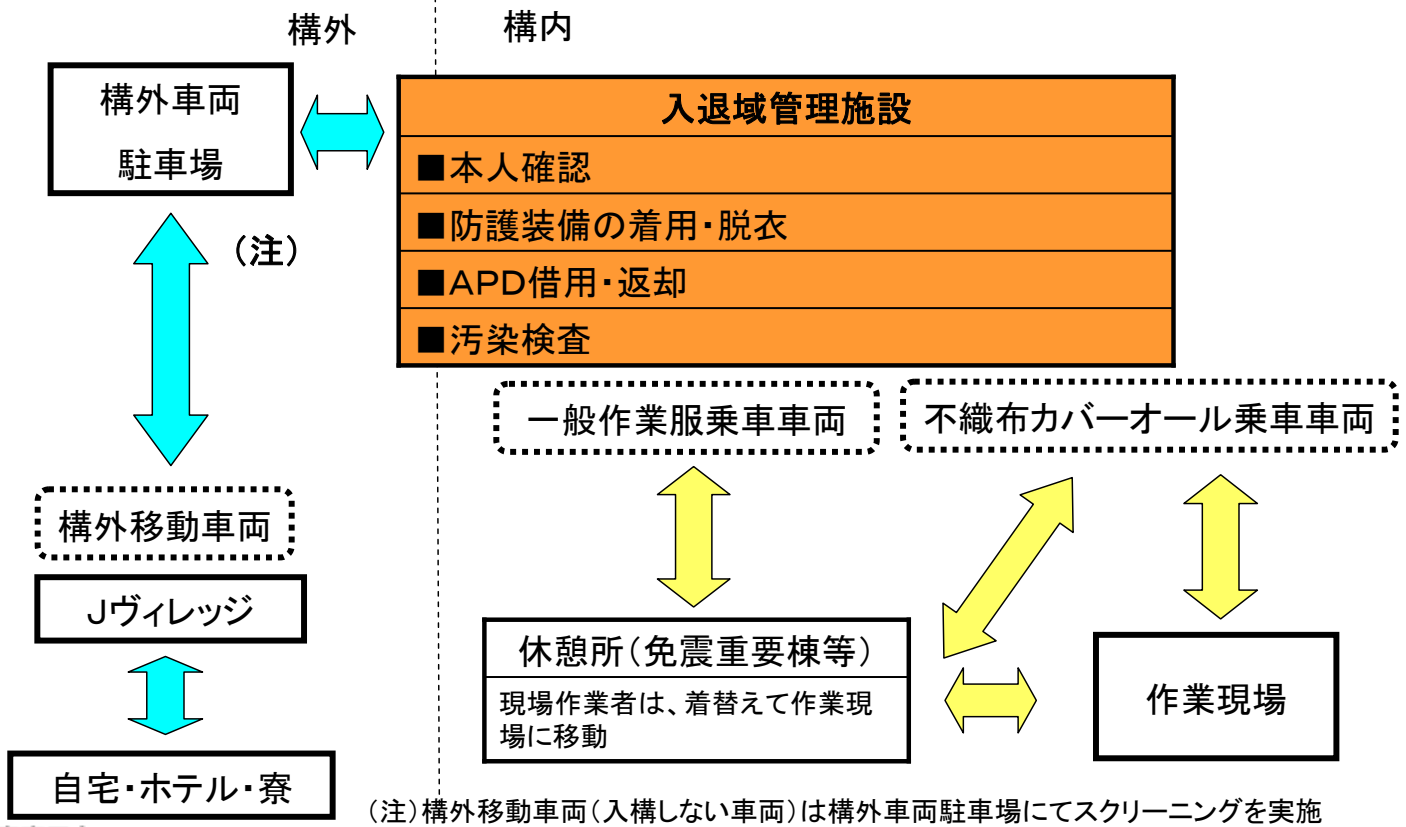 構外
構内
構外車両
駐車場
入退域管理施設
■本人確認
■防護装備の着用・脱衣
■APD借用・返却
■汚染検査
(注)
一般作業服乗車車両
不織布カバーオール乗車車両
構外移動車両
Jヴィレッジ
休憩所(免震重要棟等)
現場作業者は、着替えて作業現
場に移動
作業現場
自宅・ホテル・寮
(注)構外移動車両(入構しない車両)は構外車両駐車場にてスクリーニングを実施